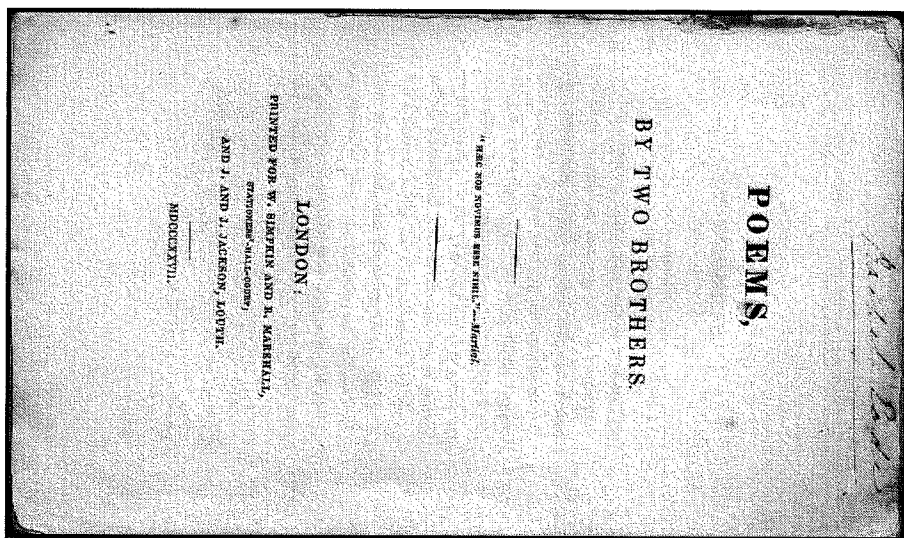 POEMS,
BY TWO BROTHERS.
"HÆC NOS NOVIMUS ESSE NIHIL."—Martial.
LONDON:
PRINTED FOR W. SIMPKIN AND R. MARSHALL,
STATIONERS'-HALL-COURT;
AND J. AND J. JACKSON, LOUTH.
MDCCCXXVII.